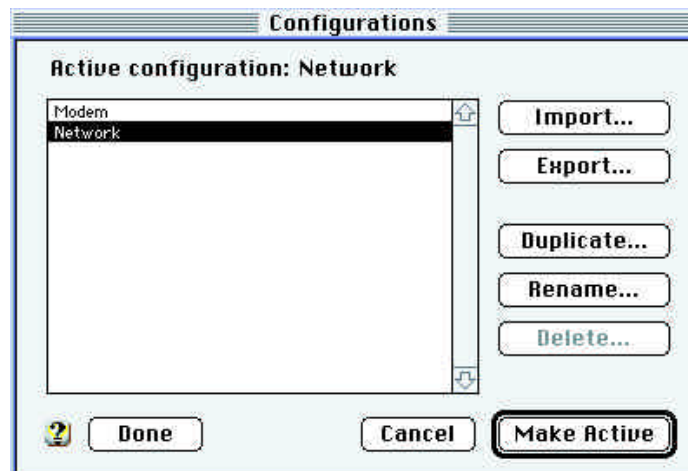 Configurations
Active configuration: Network
Modem
Network
Import...
Export...
Duplicate...
Rename...
Delete...
?
Done
Cancel
Make Active